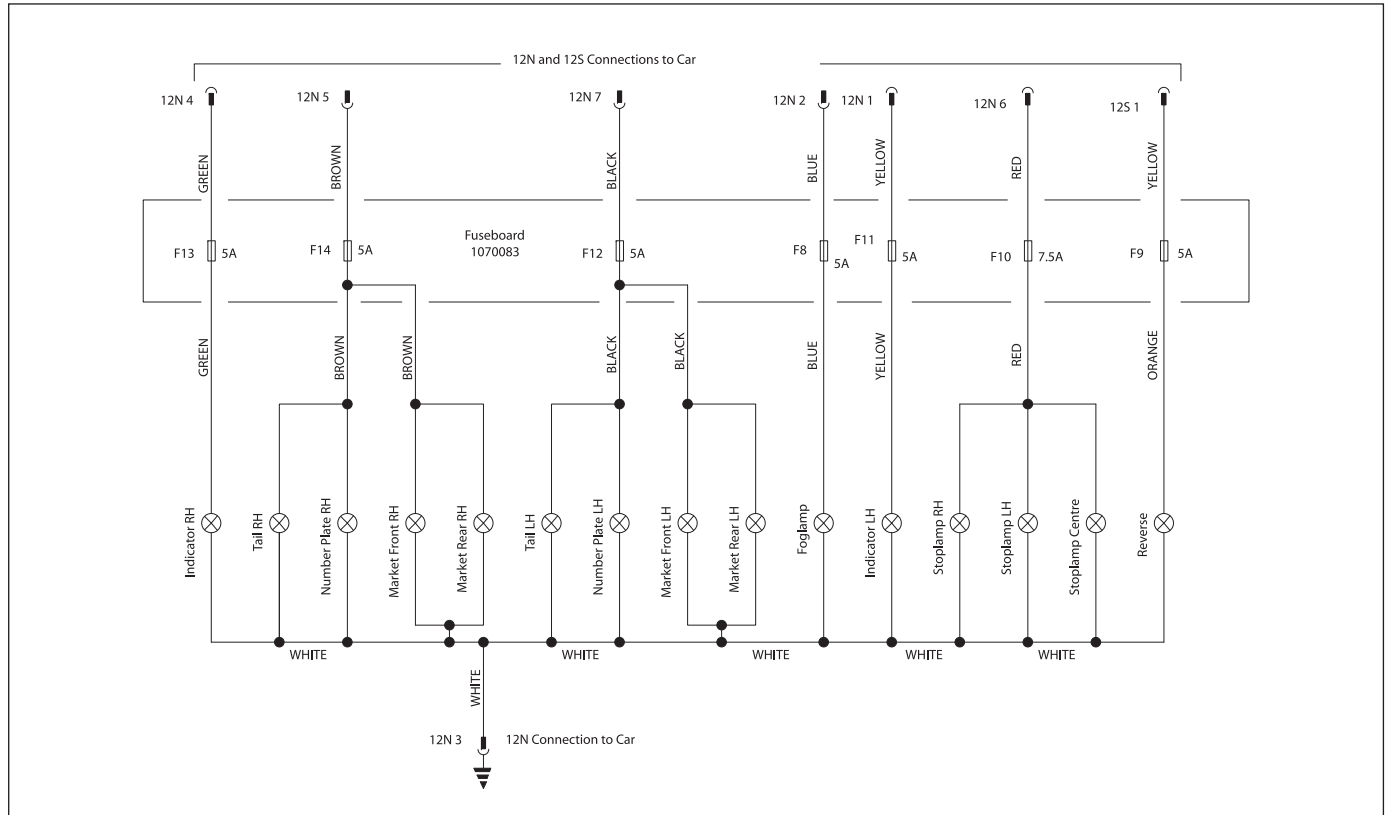 12N and 12S Connections to Car
12N 4
12N 5
12N 7
12N 2
12N 1
12N 6
12S 1
GREEN
BROWN
BLACK
BLUE
YELLOW
RED
YELLOW
Fuseboard
1070083
F13
5A
F14
5A
F12
5A
F8
5A
F11
5A
F10
7.5A
F9
5A
GREEN
BROWN
BROWN
BLACK
BLACK
BLUE
YELLOW
RED
ORANGE
Indicator RH
Tail RH
Number Plate RH
Market Front RH
Market Rear RH
Tail LH
Number Plate LH
Market Front LH
Market Rear LH
Foglamp
Indicator LH
Stoplamp RH
Stoplamp LH
Stoplamp Centre
Reverse
WHITE
WHITE
WHITE
WHITE
WHITE
WHITE
12N 3
12N Connection to Car